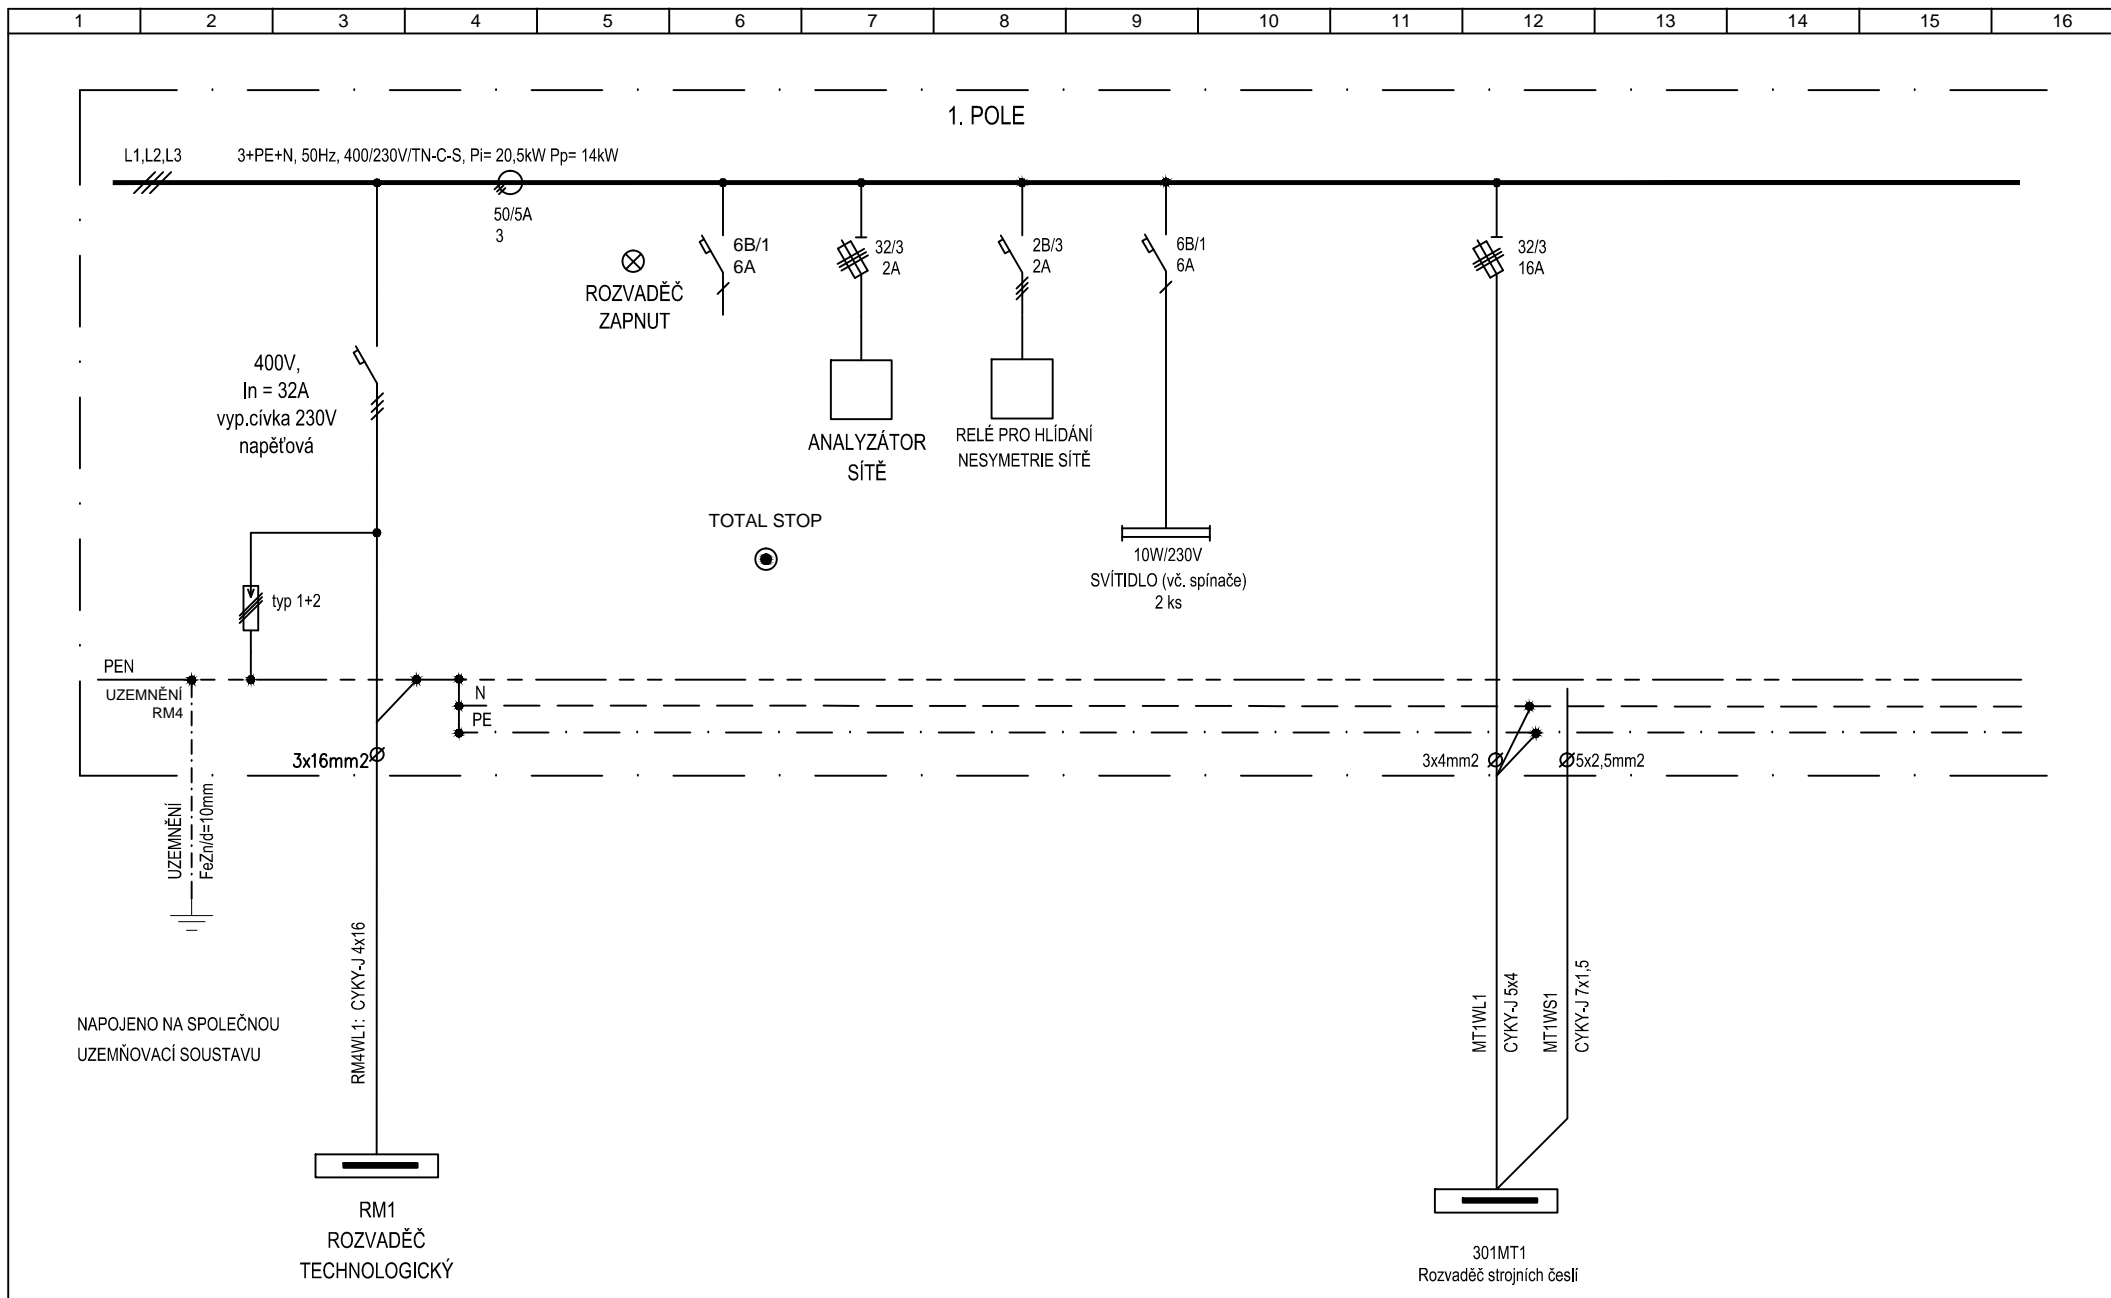 1 2 3 4 5 6 7 8 9 10 11 12 13 14 15 16
1. POLE
L1,L2,L3
3+PE+N, 50Hz, 400/230V/TN-C-S, Pi= 20,5kW Pp= 14kW
50/5A
3
ROZVADĚČ
ZAPNUT
6B/1
6A
32/3
2A
2B/3
2A
6B/1
6A
32/3
16A
400V,
In = 32A
vyp.cívka 230V
napěťová
ANALYZÁTOR
SÍTĚ
RELÉ PRO HLÍDÁNÍ
NESYMETRIE SÍTĚ
TOTAL STOP
10W/230V
SVÍTIDLO (vč. spínače)
2 ks
typ 1+2
PEN
UZEMNĚNÍ
RM4
N
PE
3x16mm2
3x4mm2
5x2,5mm2
UZEMNĚNÍ
FeZn/d=10mm
RM4WL1: CYKY-J 4x16
MT1WL1
CYKY-J 5x4
MT1WS1
CYKY-J 7x1,5
NAPOJENO NA SPOLEČNOU
UZEMŇOVACÍ SOUSTAVU
RM1
ROZVADĚČ
TECHNOLOGICKÝ
301MT1
Rozvaděč strojních česlí